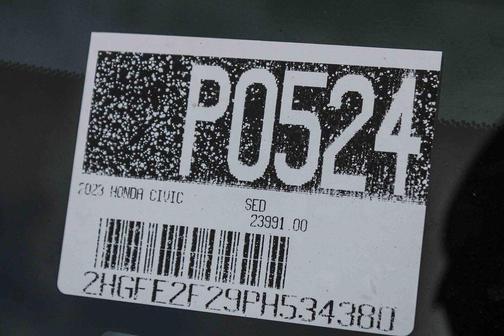 P0524
2023 HONDA CIVIC
SED
23991.00
2HGFE2F29PH534380